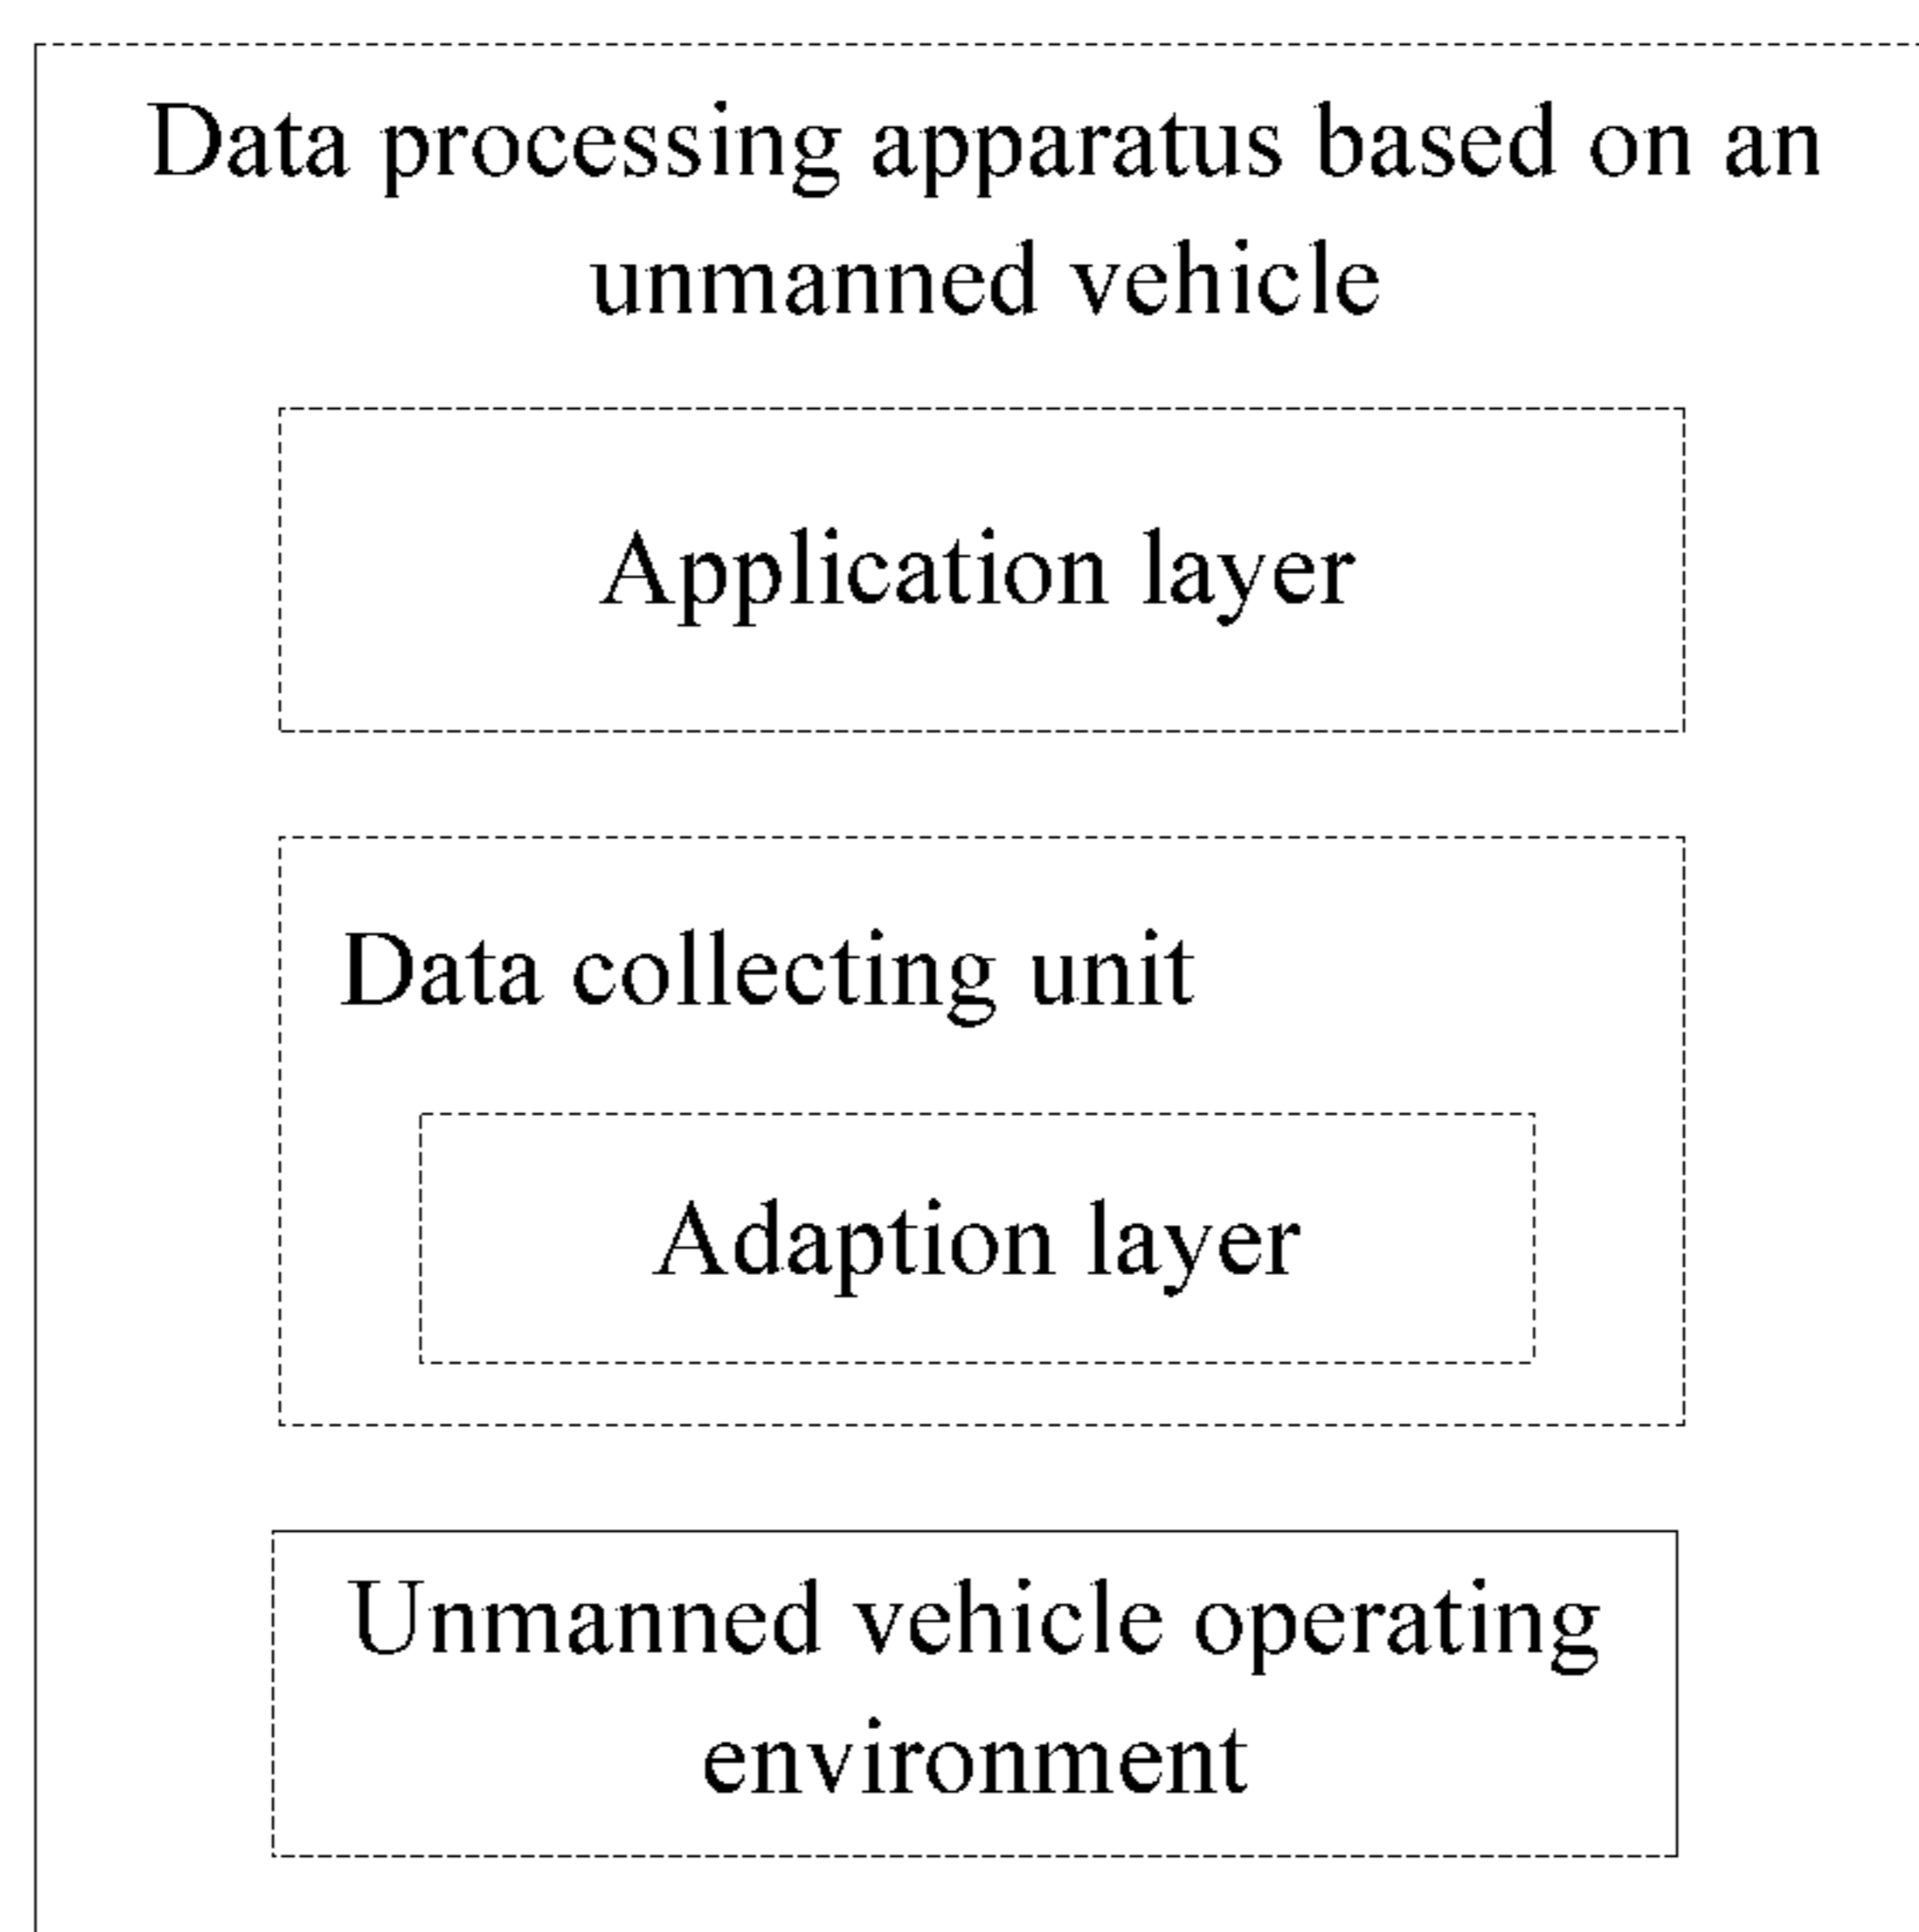 Data processing apparatus based on an
unmanned vehicle
Application layer
Data collecting unit
Adaption layer
Unmanned vehicle operating
environment